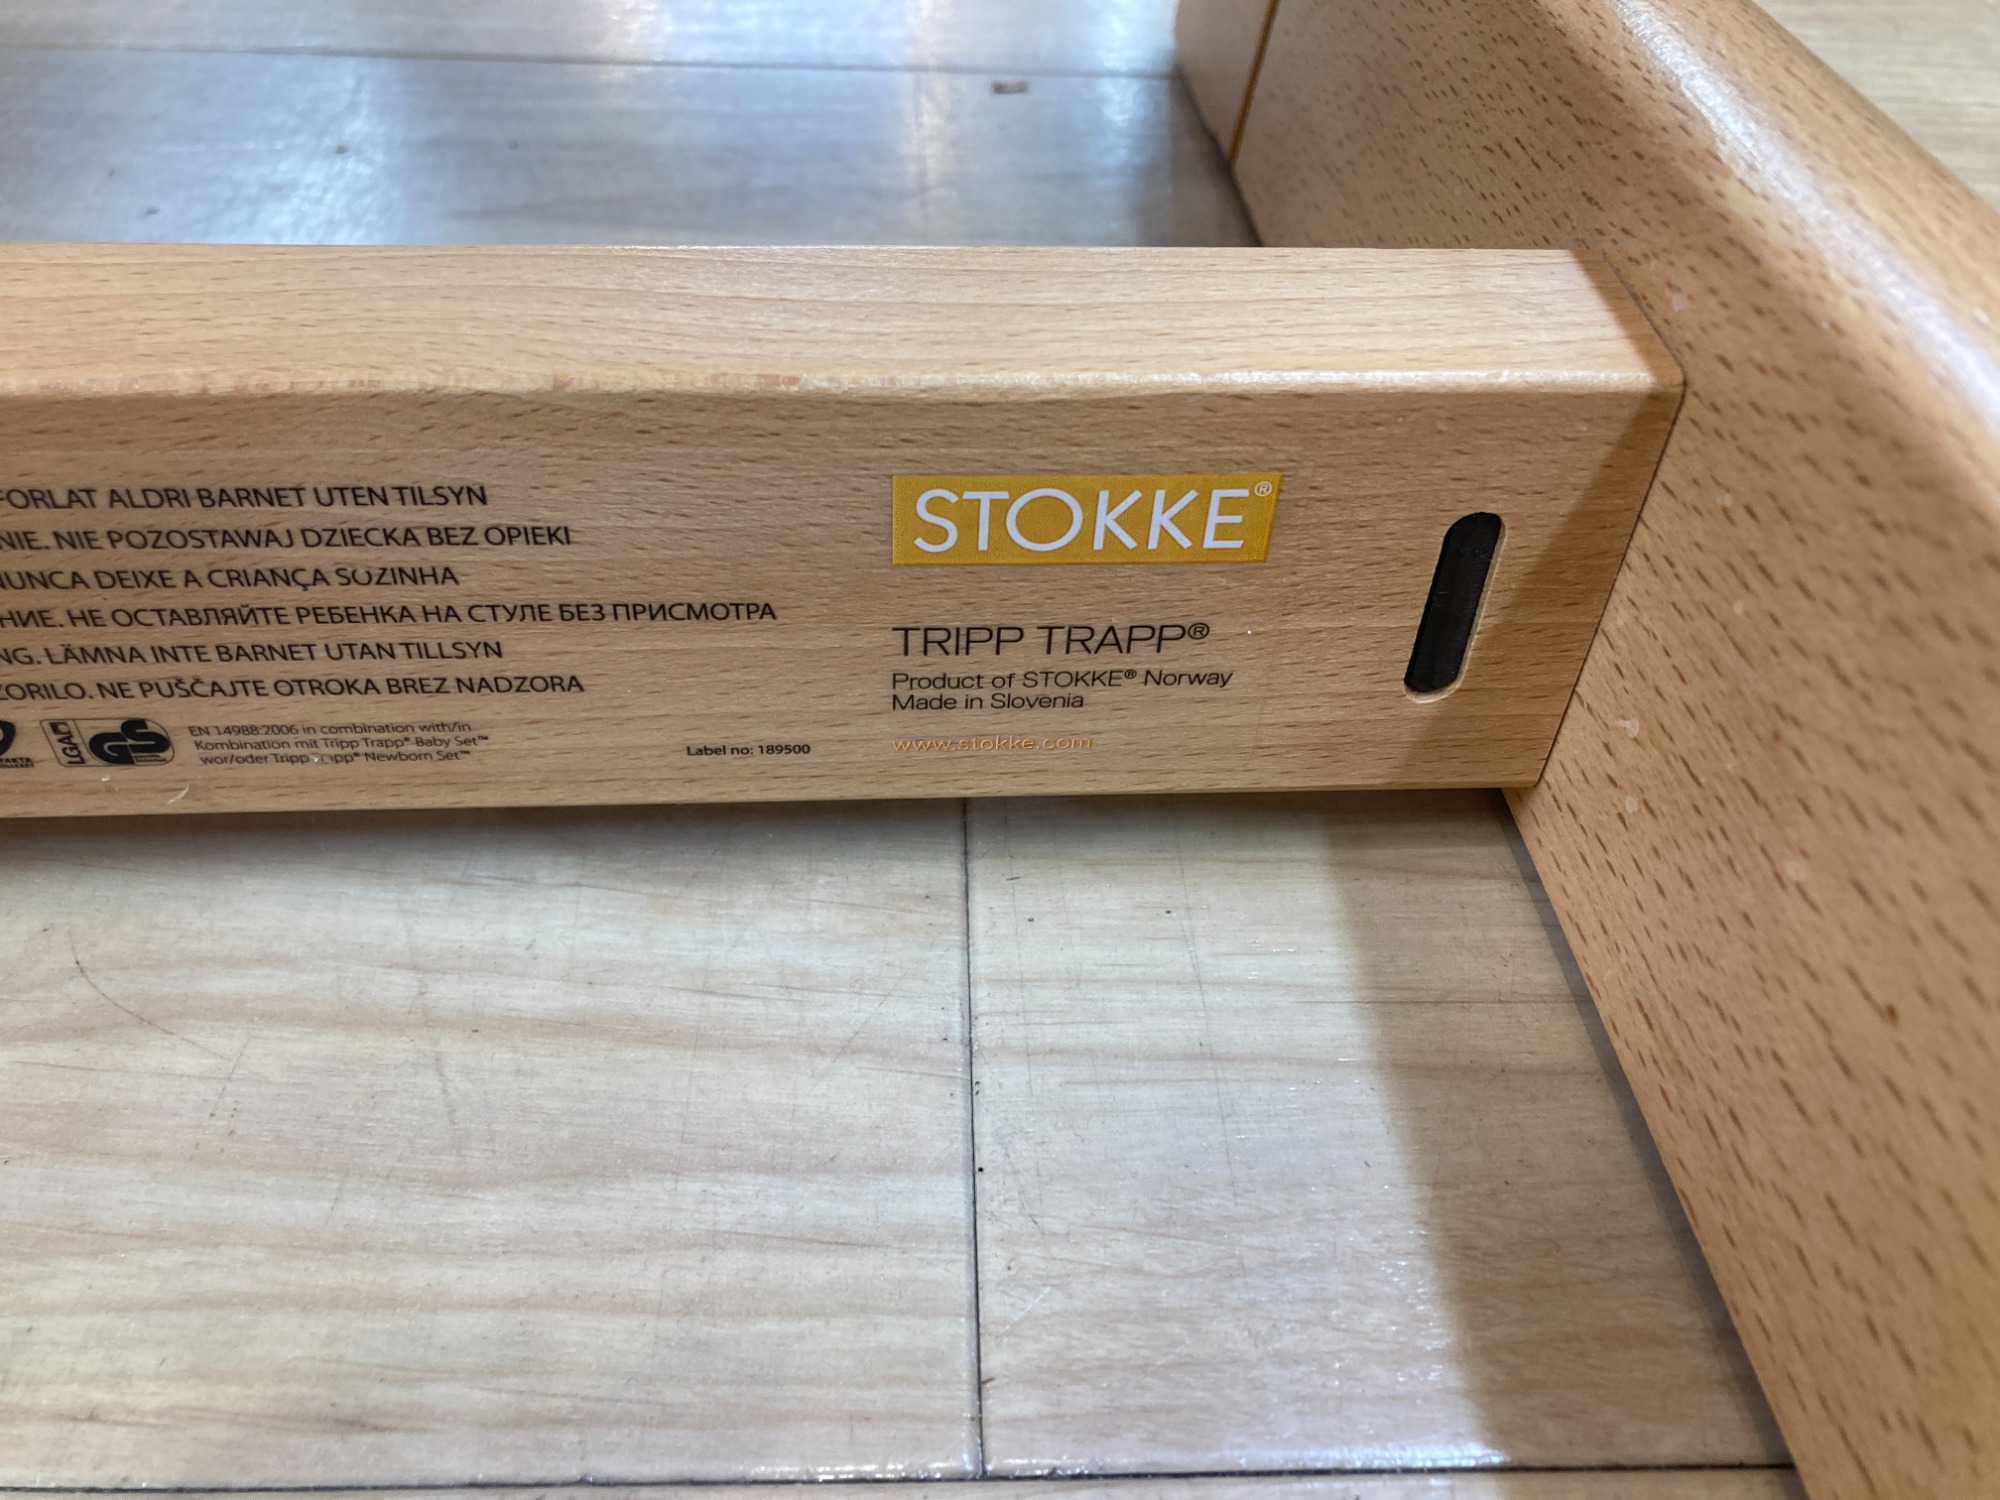 FORLAT ALDRI BARNET UTEN TILSYN
NIE. NIE POZOSTAWAJ DZIECKA BEZ OPIEKI
NUNCA DEIXE A CRIANÇA SOZINHA
НИЕ. НЕ ОСТАВЛЯЙТЕ РЕБЕНКА НА СТУЛЕ БЕЗ ПРИСМОТРА
NG. LÄMNA INTE BARNET UTAN TILLSYN
ZORILO. NE PUŠČAJTE OTROKA BREZ NADZORA
LGA
GS
EN 14988:2006 in combination with/in
Kombination mit Tripp Trapp® Baby Set™
wor/oder Tripp Trapp® Newborn Set™
Label no: 189500
STOKKE®
TRIPP TRAPP®
Product of STOKKE® Norway
Made in Slovenia
www.stokke.com